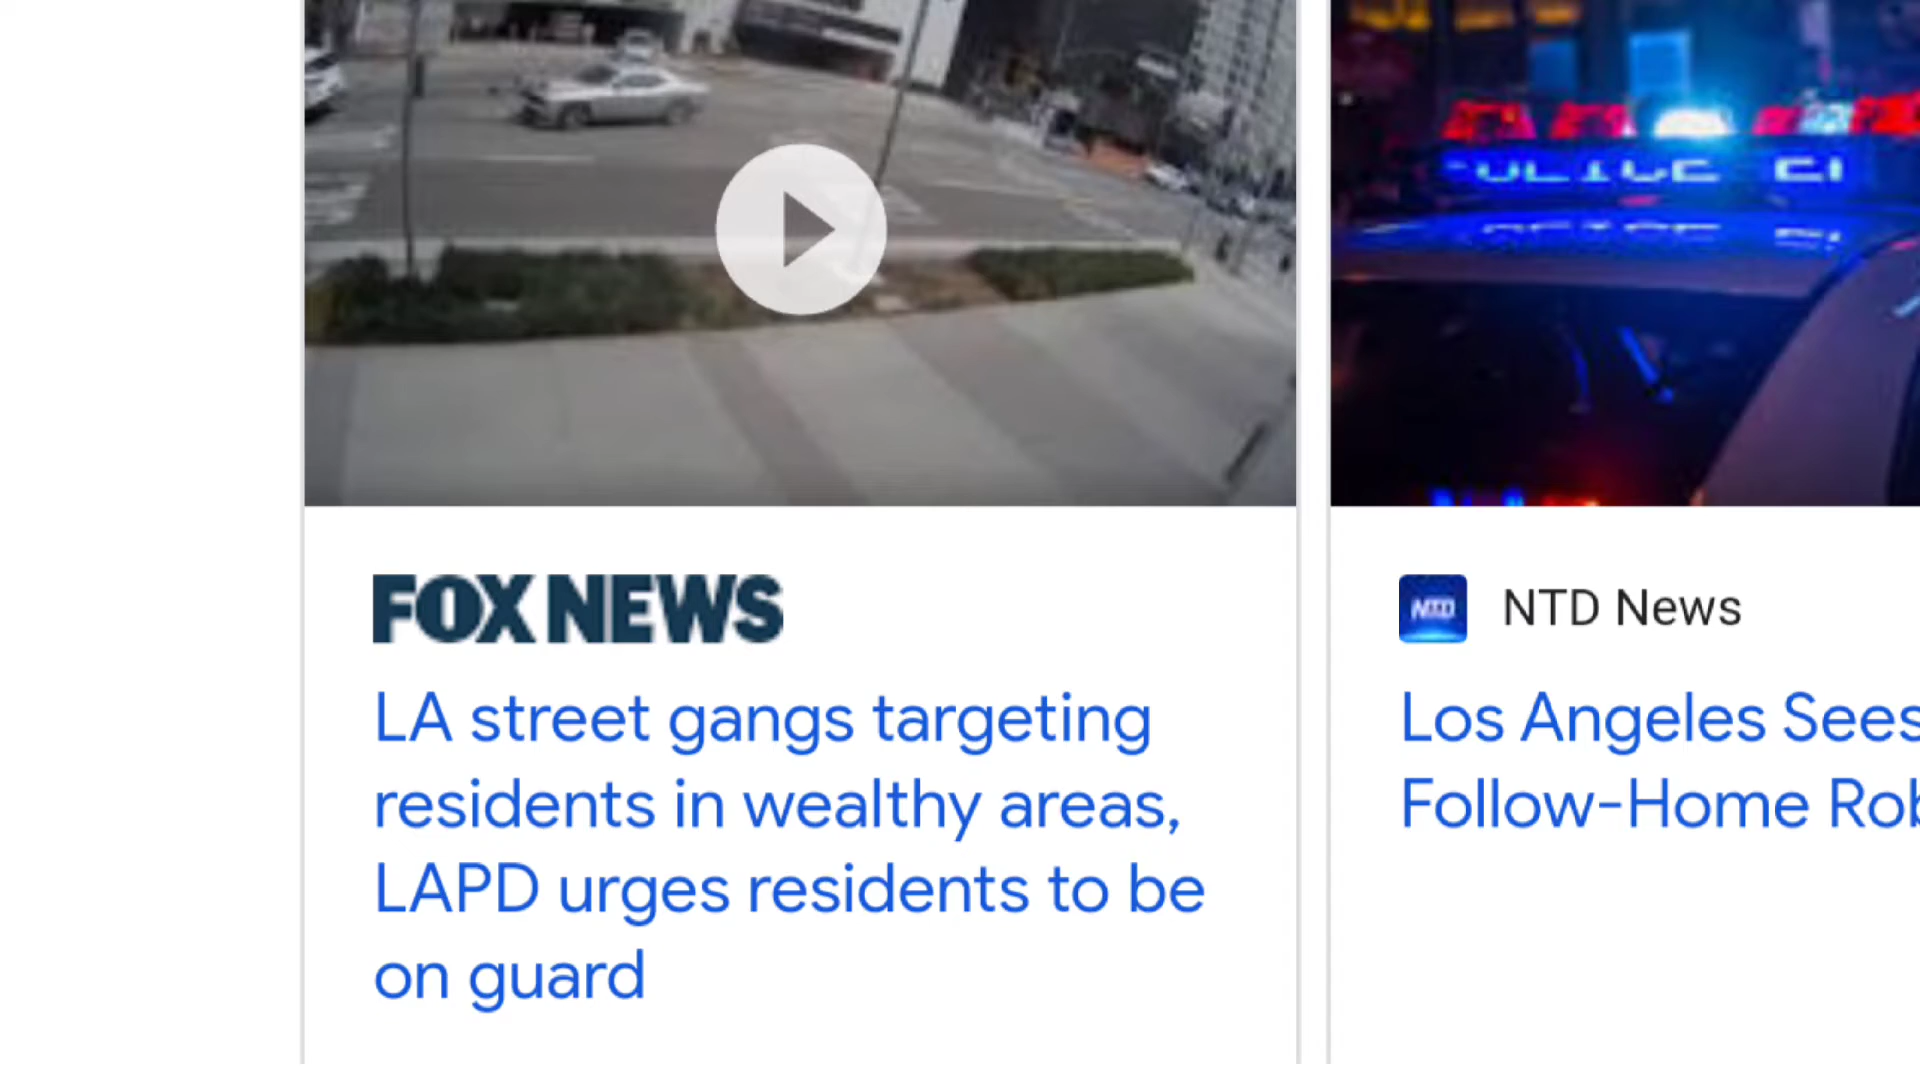 FOX NEWS
LA street gangs targeting
residents in wealthy areas,
LAPD urges residents to be
on guard
NTD
NTD News
Los Angeles Sees
Follow-Home